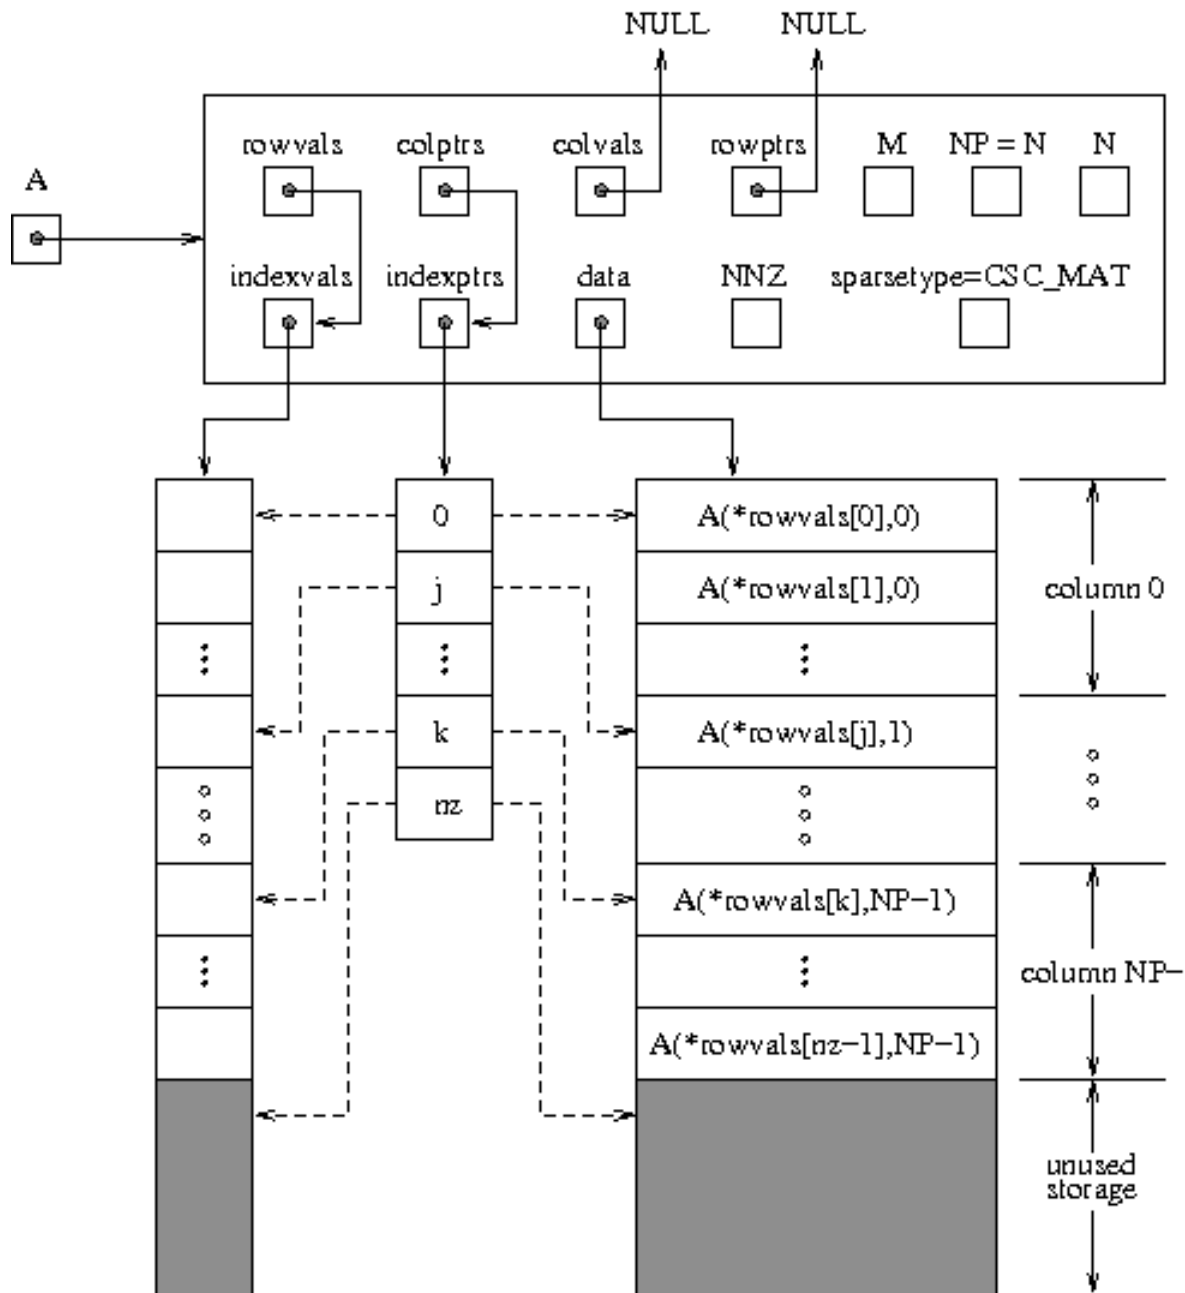 NULL NULL
rowvals colptrs colvals rowptrs M NP = N N
A
indexvals indexptrs data NNZ sparsetype=CSC_MAT
0 A(*rowvals[0],0)
j A(*rowvals[1],0) column 0
k A(*rowvals[j],1)
nz
A(*rowvals[k],NP−1)
column NP−
A(*rowvals[nz−1],NP−1)
unused
storage